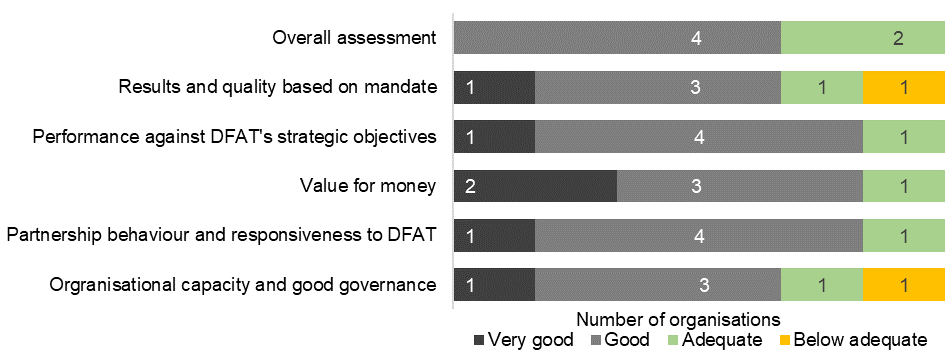 Overall assessment 4 2
Results and quality based on mandate 1 3 1 1
Performance against DFAT's strategic objectives 1 4 1
Value for money 2 3 1
Partnership behaviour and responsiveness to DFAT 1 4 1
Orgranisational capacity and good governance 1 3 1 1
Number of organisations
Very good Good Adequate Below adequate